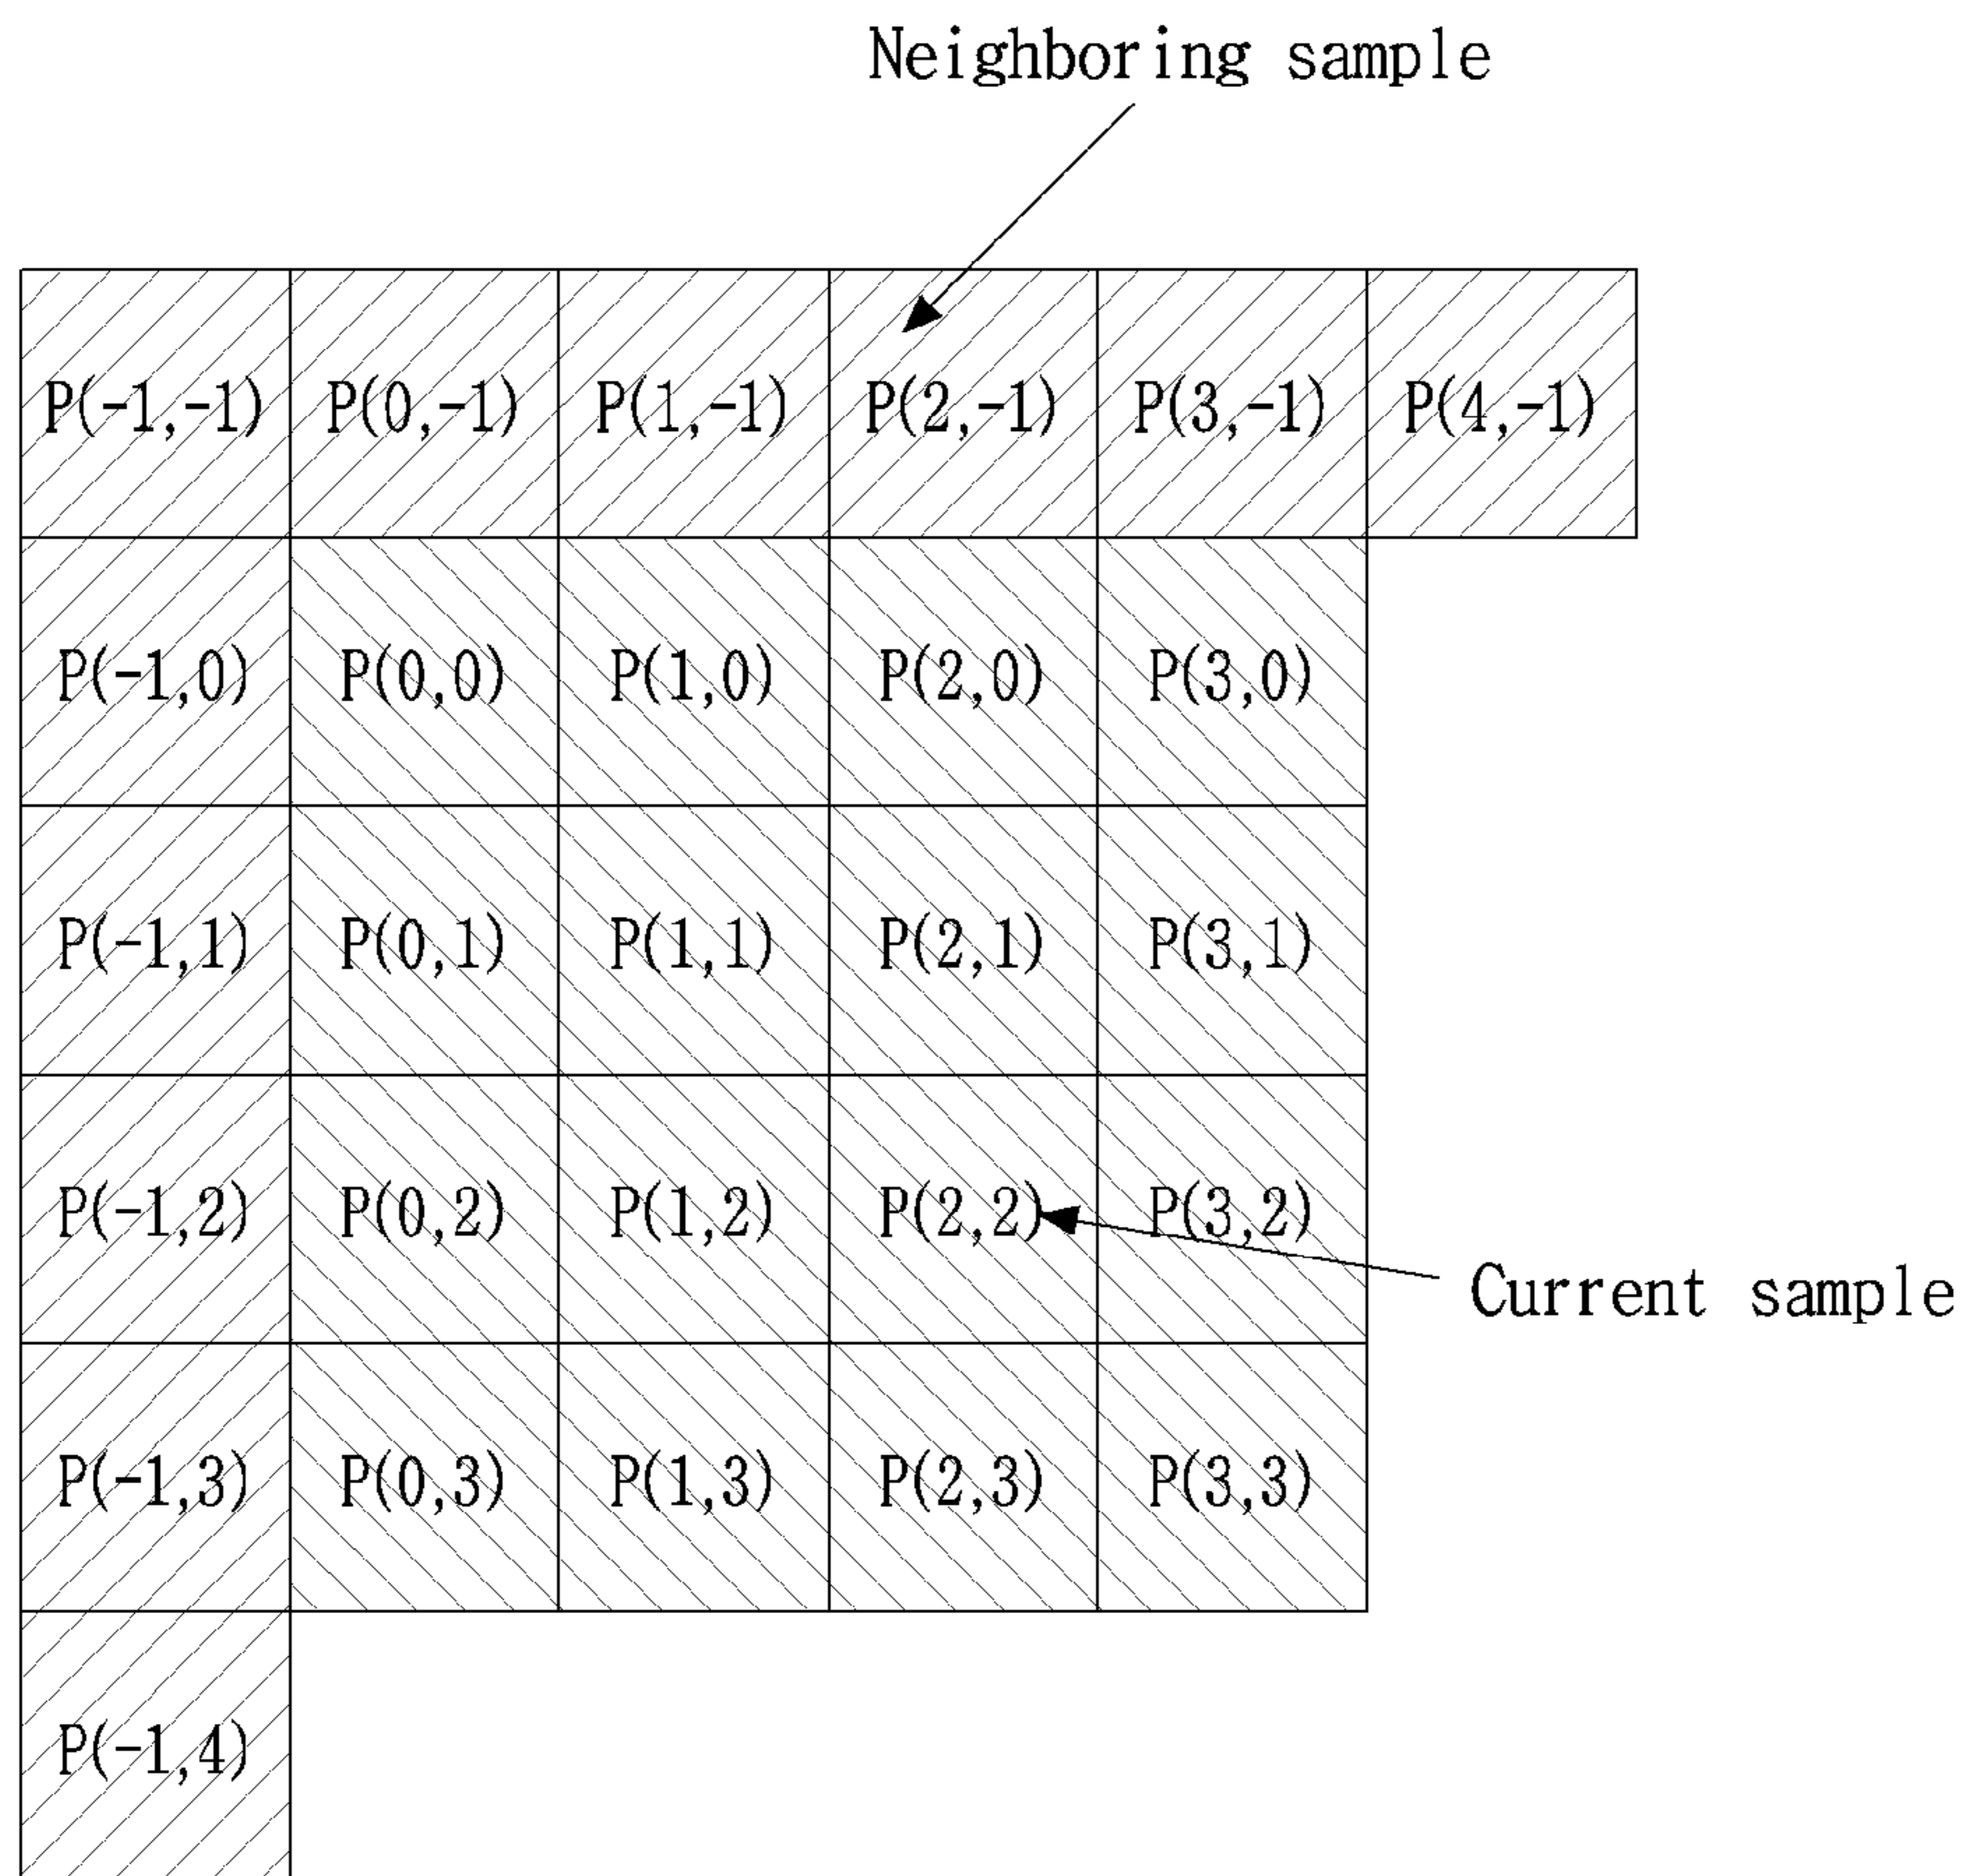 Neighboring sample
P(-1,-1) P(0,-1) P(1,-1) P(2,-1) P(3,-1) P(4,-1)
P(-1,0) P(0,0) P(1,0) P(2,0) P(3,0)
P(-1,1) P(0,1) P(1,1) P(2,1) P(3,1)
P(-1,2) P(0,2) P(1,2) P(2,2) P(3,2)
Current sample
P(-1,3) P(0,3) P(1,3) P(2,3) P(3,3)
P(-1,4)